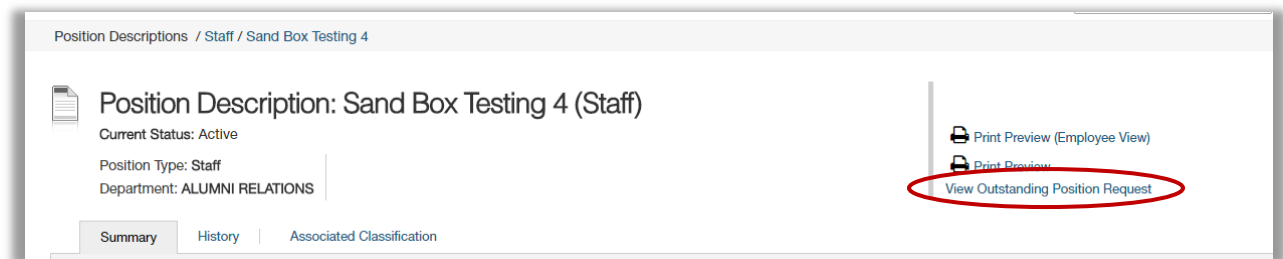 Position Descriptions / Staff / Sand Box Testing 4
Position Description: Sand Box Testing 4 (Staff)
Current Status: Active
Position Type: Staff
Department: ALUMNI RELATIONS
Print Preview (Employee View)
Print Preview
View Outstanding Position Request
Summary History Associated Classification